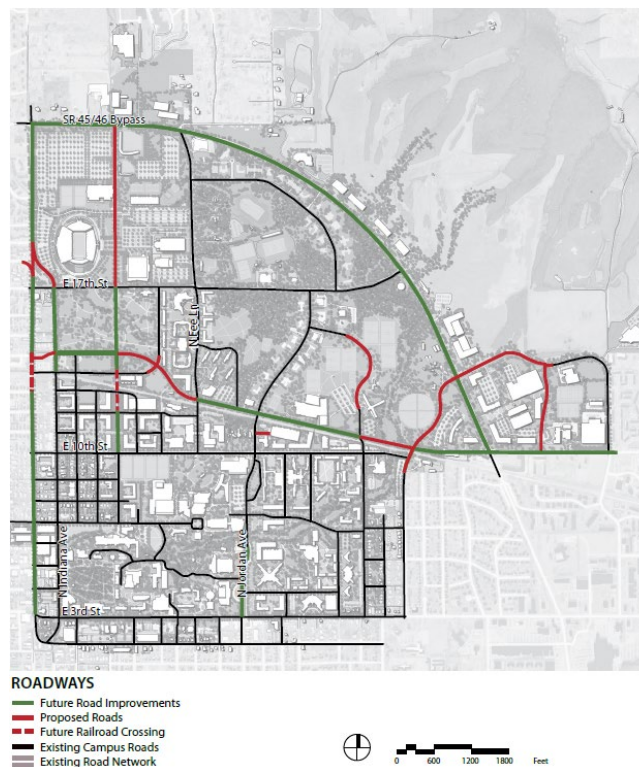 SR 45/46 Bypass
E 17th St
N Fee Ln
E 10th St
N Indiana Ave
N Jordan Ave
E 3rd St
ROADWAYS
Future Road Improvements
Proposed Roads
Future Railroad Crossing
Existing Campus Roads
Existing Road Network
0 600 1200 1800 Feet